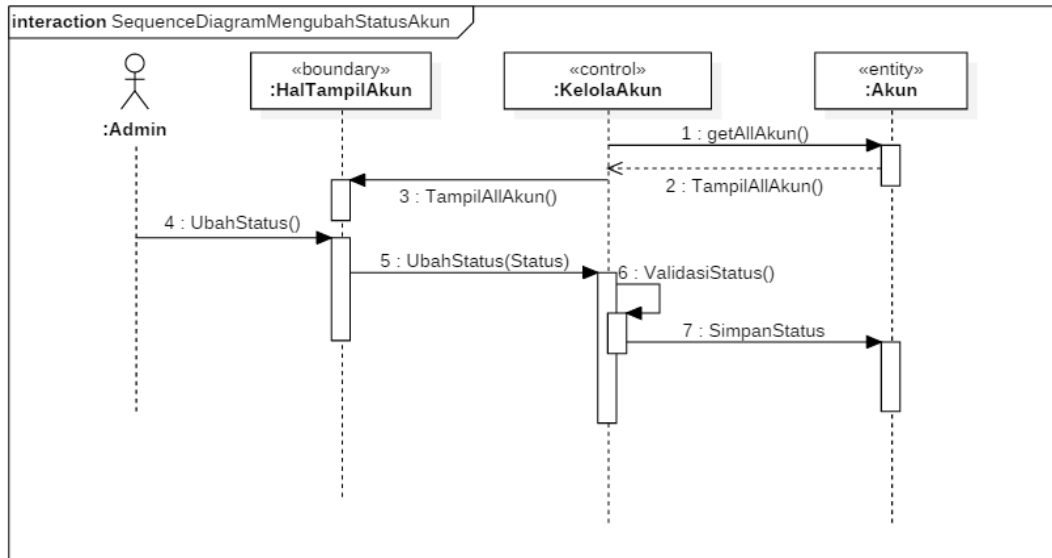 interaction SequenceDiagramMengubahStatusAkun
«boundary»
:HalTampilAkun
«control»
:KelolaAkun
«entity»
:Akun
:Admin
1 : getAllAkun()
2 : TampilAllAkun()
3 : TampilAllAkun()
4 : UbahStatus()
5 : UbahStatus(Status)
6 : ValidasiStatus()
7 : SimpanStatus